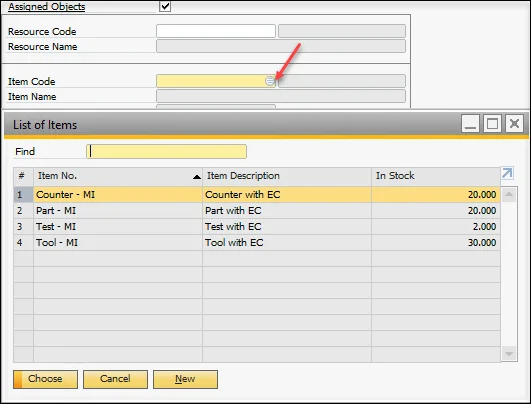 Assigned Objects
Resource Code
Resource Name
Item Code
Item Name
List of Items
Find
# Item No. Item Description In Stock
1 Counter - MI Counter with EC 20.000
2 Part - MI Part with EC 20.000
3 Test - MI Test with EC 2.000
4 Tool - MI Tool with EC 30.000
Choose Cancel New